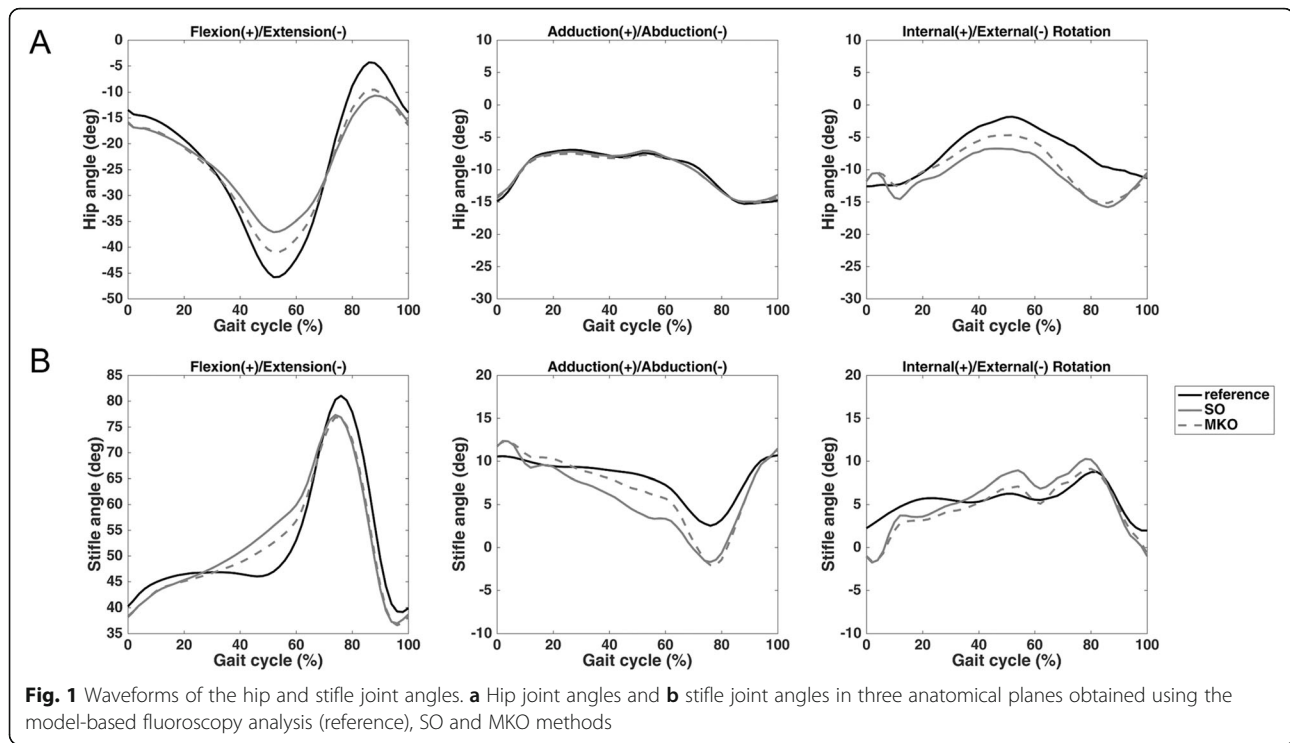 A
Flexion(+)/Extension(-)
Hip angle (deg)
0
-5
-10
-15
-20
-25
-30
-35
-40
-45
-50
0 20 40 60 80 100
Gait cycle (%)
Adduction(+)/Abduction(-)
Hip angle (deg)
10
5
0
-5
-10
-15
-20
-25
-30
0 20 40 60 80 100
Gait cycle (%)
Internal(+)/External(-) Rotation
Hip angle (deg)
10
5
0
-5
-10
-15
-20
-25
-30
0 20 40 60 80 100
Gait cycle (%)
B
Flexion(+)/Extension(-)
Stifle angle (deg)
85
80
75
70
65
60
55
50
45
40
35
0 20 40 60 80 100
Gait cycle (%)
Adduction(+)/Abduction(-)
Stifle angle (deg)
20
15
10
5
0
-5
-10
0 20 40 60 80 100
Gait cycle (%)
Internal(+)/External(-) Rotation
Stifle angle (deg)
20
15
10
5
0
-5
-10
0 20 40 60 80 100
Gait cycle (%)
reference
SO
MKO
Fig. 1 Waveforms of the hip and stifle joint angles. a Hip joint angles and b stifle joint angles in three anatomical planes obtained using the
model-based fluoroscopy analysis (reference), SO and MKO methods